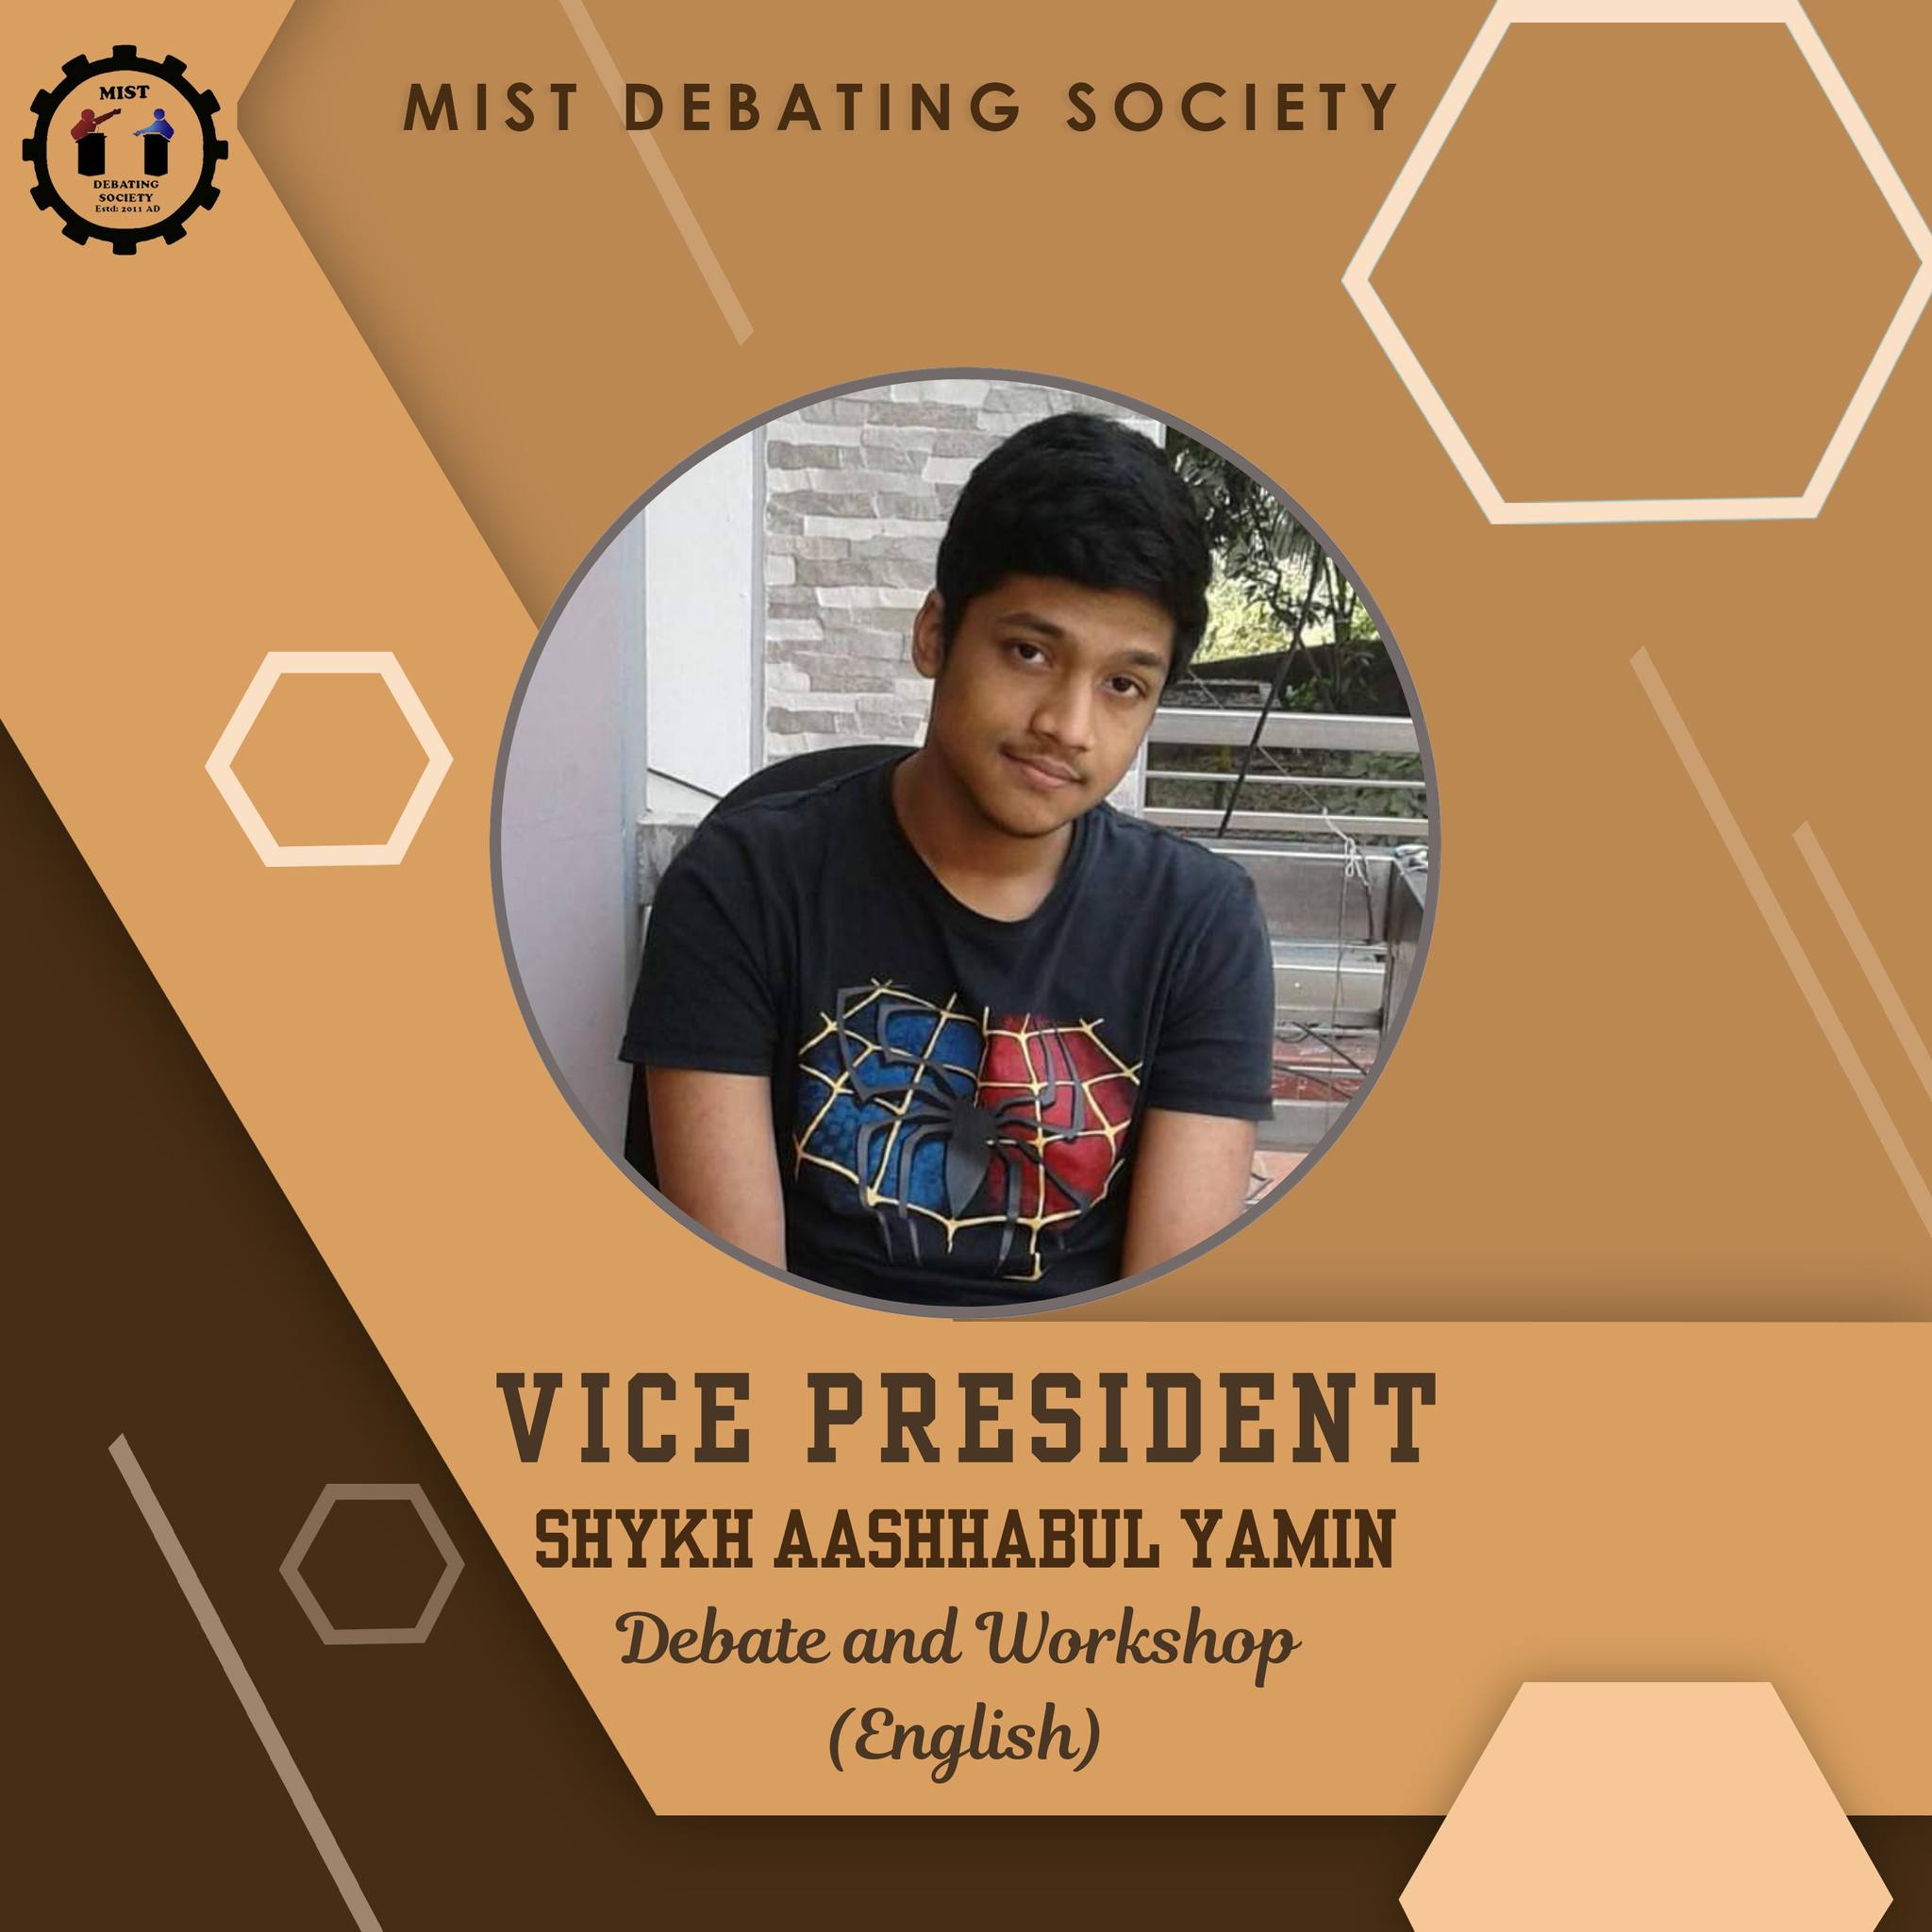 MIST
DEBATING
SOCIETY
Estd: 2011 AD
MIST DEBATING SOCIETY
VICE PRESIDENT
SHYKH AASHHABUL YAMIN
Debate and Workshop
(English)